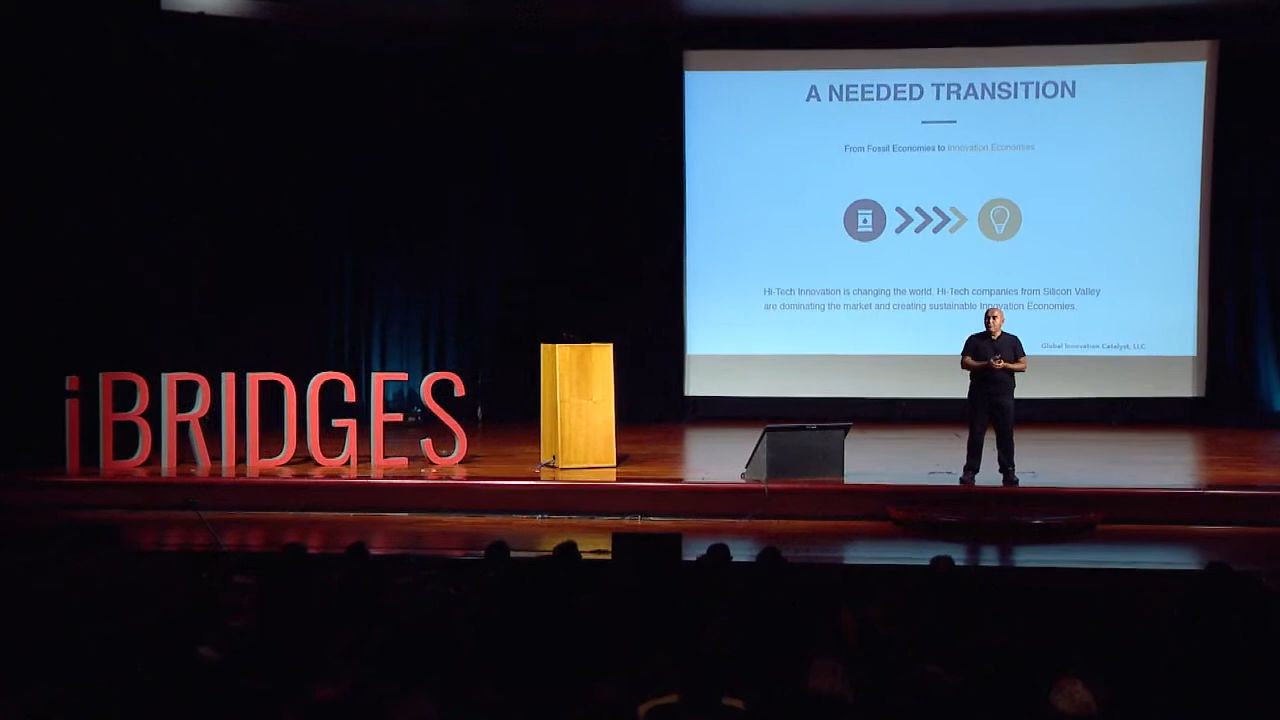 A NEEDED TRANSITION
From Fossil Economies to Innovation Economies
Hi-Tech Innovation is changing the world. Hi-Tech companies from Silicon Valley
are dominating the market and creating sustainable Innovation Economies.
Global Innovation Catalyst, LLC
iBRIDGES